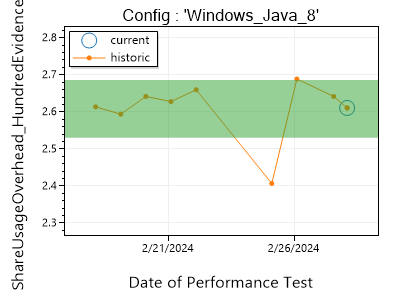 Config : 'Windows_Java_8'
ShareUsageOverhead_HundredEvidence
2.8
2.7
2.6
2.5
2.4
2.3
current
historic
2/21/2024
2/26/2024
Date of Performance Test